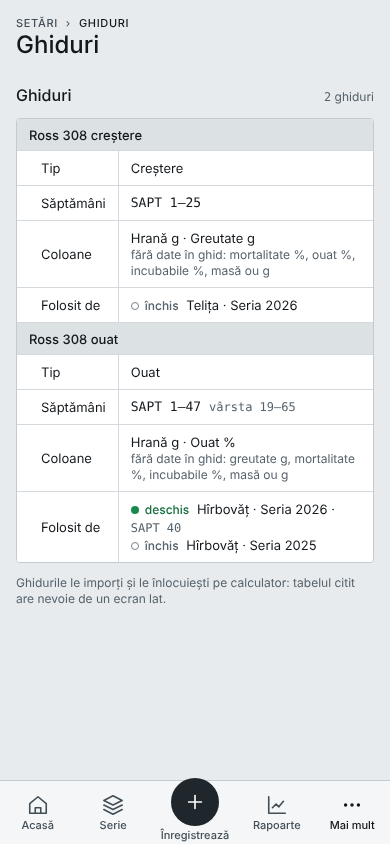 SETĂRI › GHIDURI
Ghiduri
Ghiduri 2 ghiduri
Ross 308 creștere
Tip Creștere
Săptămâni SAPT 1–25
Coloane Hrană g · Greutate g
fără date în ghid: mortalitate %, ouat %,
incubabile %, masă ou g
Folosit de închis Telița · Seria 2026
Ross 308 ouat
Tip Ouat
Săptămâni SAPT 1–47 vârsta 19–65
Coloane Hrană g · Ouat %
fără date în ghid: greutate g, mortalitate
%, incubabile %, masă ou g
Folosit de deschis Hîrbovăț · Seria 2026 ·
SAPT 40
închis Hîrbovăț · Seria 2025
Ghidurile le imporți și le înlocuiești pe calculator: tabelul citit
are nevoie de un ecran lat.
Acasă Serie Înregistrează Rapoarte Mai mult